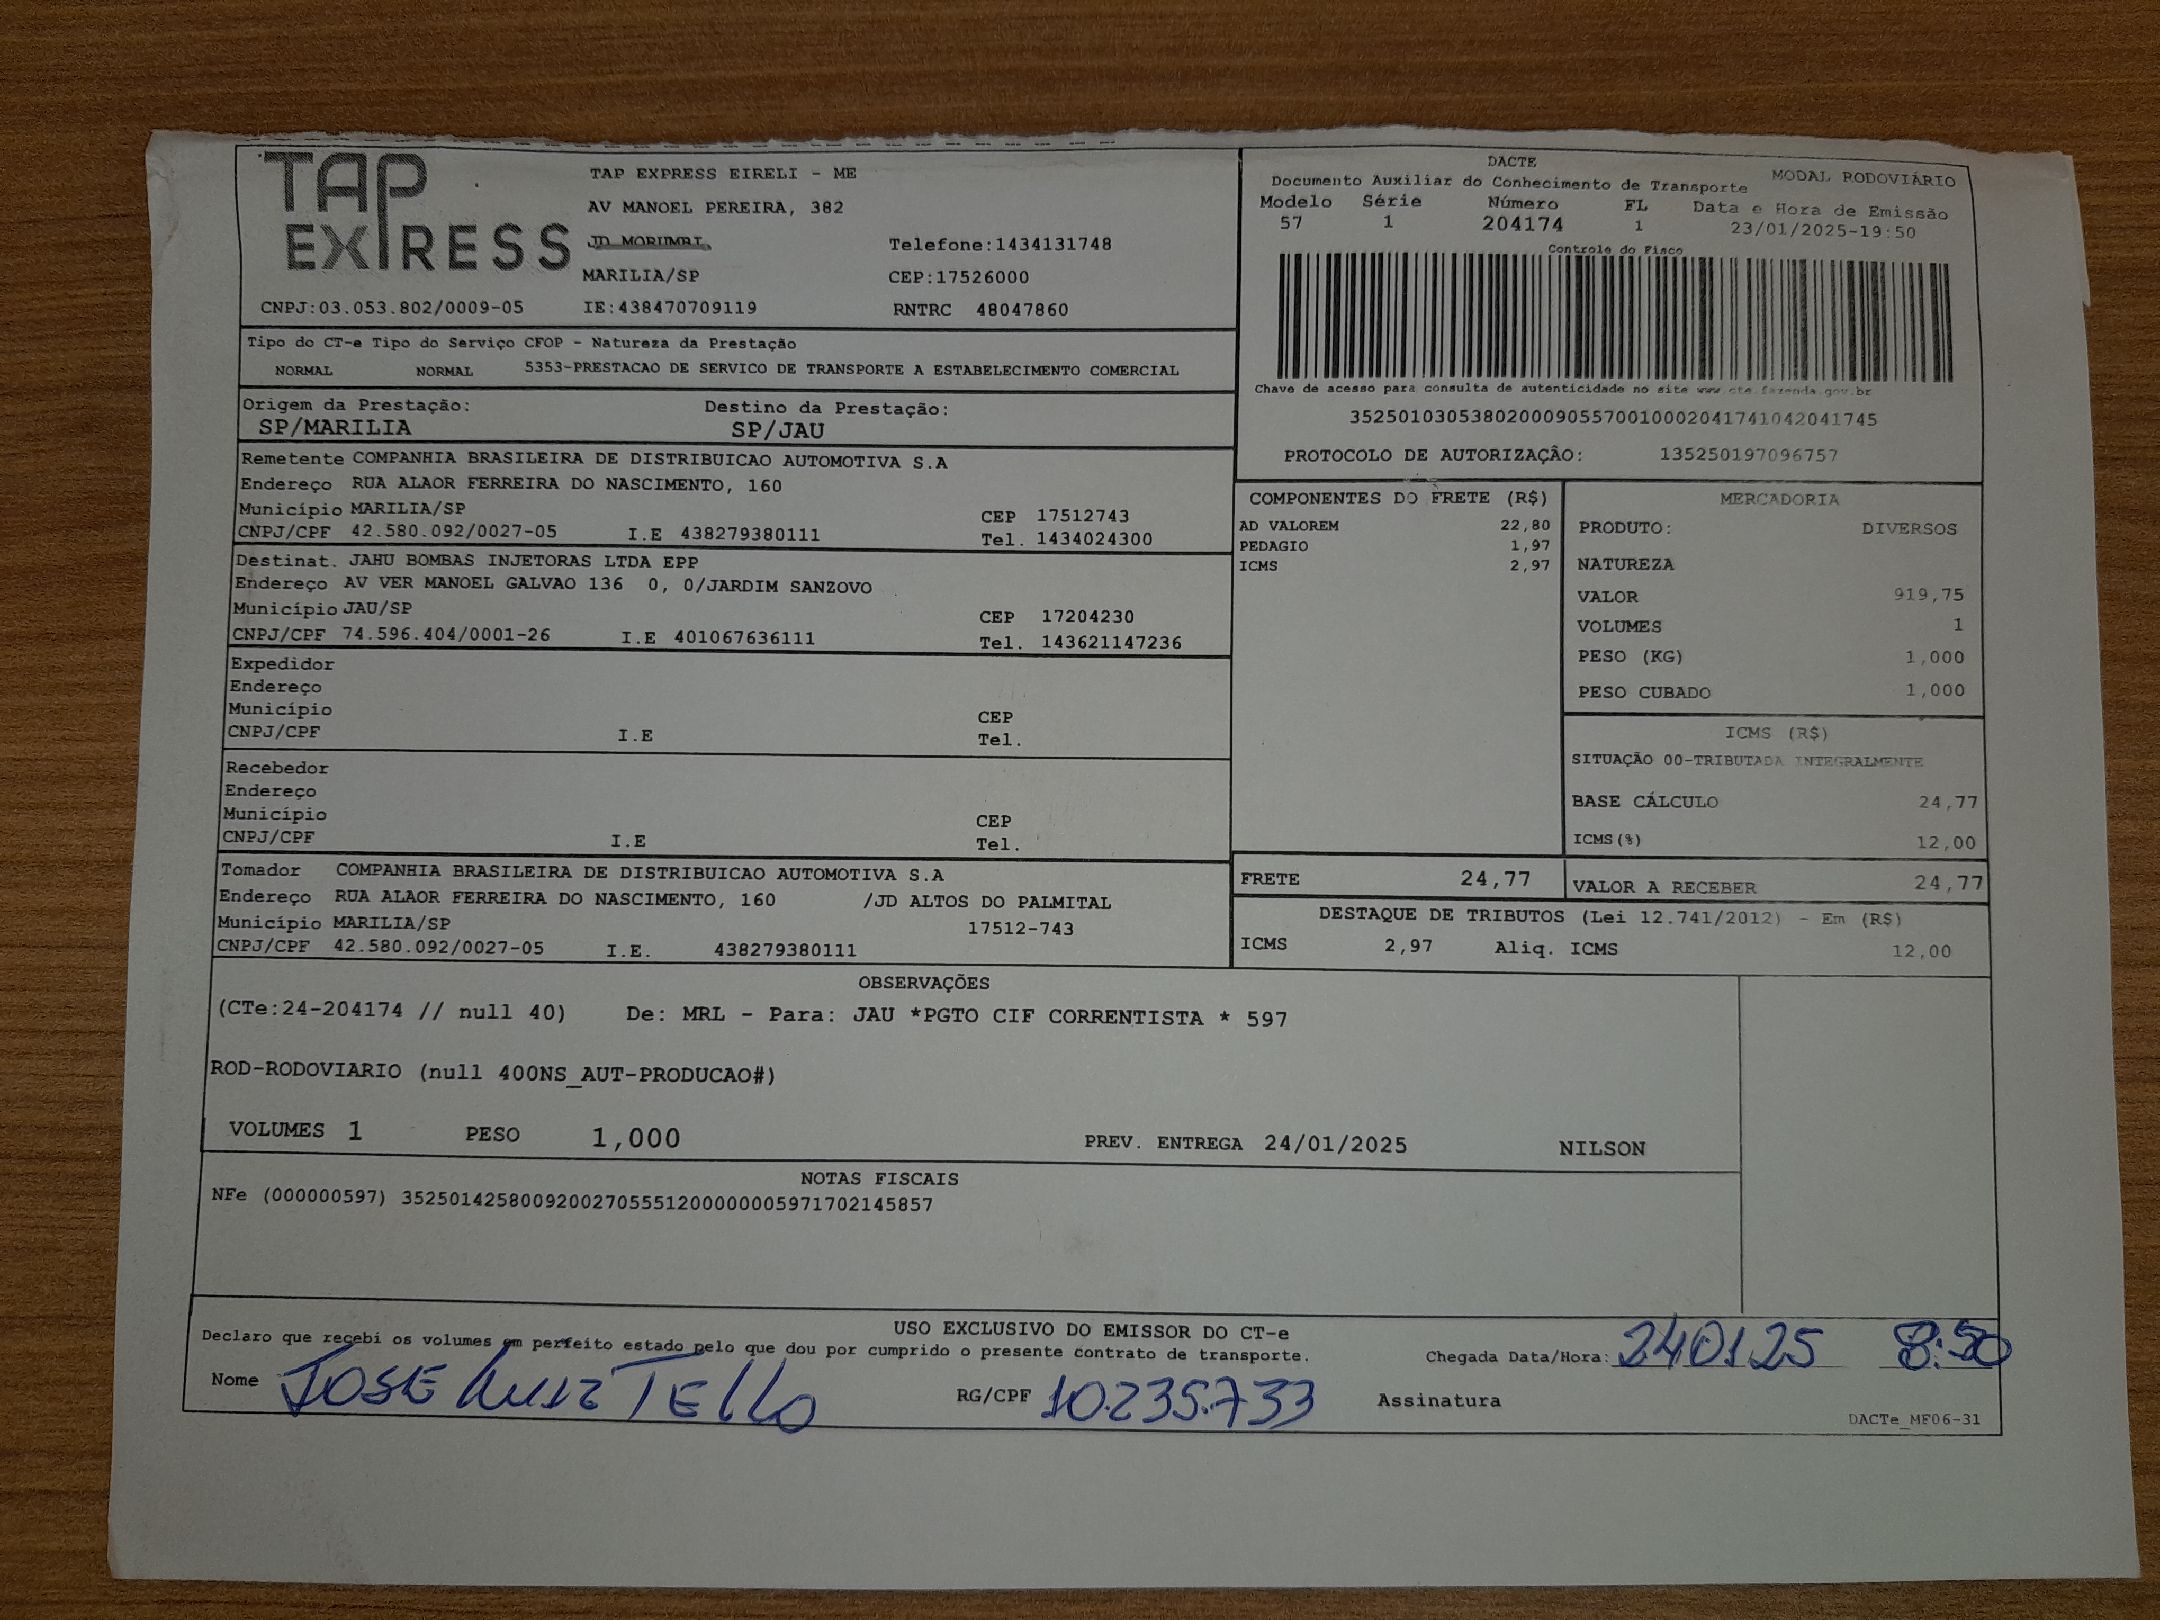 TAP EXPRESS
TAP EXPRESS EIRELI - ME
AV MANOEL PEREIRA, 382
JD MORUMBI
Telefone:1434131748
MARILIA/SP
CEP:17526000
CNPJ:03.053.802/0009-05
IE:438470709119
RNTRC 48047860
DACTE
MODAL RODOVIÁRIO
Documento Auxiliar do Conhecimento de Transporte
Modelo Série Número FL Data e Hora de Emissão
57 1 204174 1 23/01/2025-19:50
Controle do Fisco
Chave de acesso para consulta de autenticidade no site www.cte.fazenda.gov.br
35250103053802000905570010002041741042041745
PROTOCOLO DE AUTORIZAÇÃO: 135250197096757
Tipo do CT-e Tipo do Serviço CFOP - Natureza da Prestação
NORMAL NORMAL 5353-PRESTACAO DE SERVICO DE TRANSPORTE A ESTABELECIMENTO COMERCIAL
Origem da Prestação: Destino da Prestação:
SP/MARILIA SP/JAU
Remetente COMPANHIA BRASILEIRA DE DISTRIBUICAO AUTOMOTIVA S.A
Endereço RUA ALAOR FERREIRA DO NASCIMENTO, 160
Município MARILIA/SP CEP 17512743
CNPJ/CPF 42.580.092/0027-05 I.E 438279380111 Tel. 1434024300
Destinat. JAHU BOMBAS INJETORAS LTDA EPP
Endereço AV VER MANOEL GALVAO 136 0, 0/JARDIM SANZOVO
Município JAU/SP CEP 17204230
CNPJ/CPF 74.596.404/0001-26 I.E 401067636111 Tel. 143621147236
Expedidor
Endereço
Município CEP
CNPJ/CPF I.E Tel.
Recebedor
Endereço
Município CEP
CNPJ/CPF I.E Tel.
Tomador COMPANHIA BRASILEIRA DE DISTRIBUICAO AUTOMOTIVA S.A
Endereço RUA ALAOR FERREIRA DO NASCIMENTO, 160 /JD ALTOS DO PALMITAL
Município MARILIA/SP 17512-743
CNPJ/CPF 42.580.092/0027-05 I.E. 438279380111
COMPONENTES DO FRETE (R$)
AD VALOREM 22,80
PEDAGIO 1,97
ICMS 2,97
MERCADORIA
PRODUTO: DIVERSOS
NATUREZA
VALOR 919,75
VOLUMES 1
PESO (KG) 1,000
PESO CUBADO 1,000
ICMS (R$)
SITUAÇÃO 00-TRIBUTADA INTEGRALMENTE
BASE CÁLCULO 24,77
ICMS(%) 12,00
FRETE 24,77 VALOR A RECEBER 24,77
DESTAQUE DE TRIBUTOS (Lei 12.741/2012) - Em (R$)
ICMS 2,97 Aliq. ICMS 12,00
OBSERVAÇÕES
(CTe:24-204174 // null 40) De: MRL - Para: JAU *PGTO CIF CORRENTISTA * 597
ROD-RODOVIARIO (null 400NS_AUT-PRODUCAO#)
VOLUMES 1 PESO 1,000 PREV. ENTREGA 24/01/2025 NILSON
NOTAS FISCAIS
NFe (000000597) 35250142580092002705551200000005971702145857
USO EXCLUSIVO DO EMISSOR DO CT-e
Declaro que recebi os volumes em perfeito estado pelo que dou por cumprido o presente contrato de transporte.
Chegada Data/Hora: 240125 8:50
Nome JOSE LUIZ TELLO RG/CPF 10.235.733 Assinatura
DACTe_MF06-31